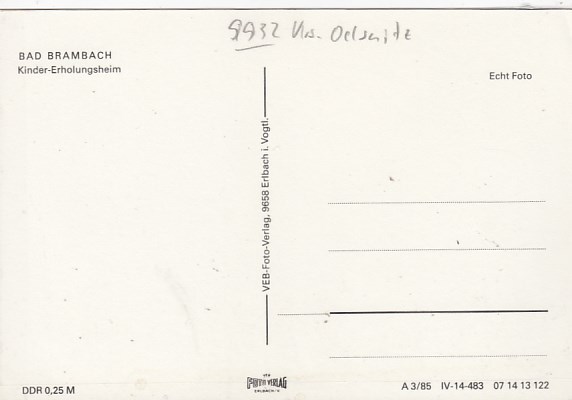 9932 Krs. Oelsnitz
BAD BRAMBACH
Kinder-Erholungsheim
Echt Foto
VEB-Foto-Verlag, 9658 Erlbach i. Vogtl.
DDR 0,25 M
FOTO VERLAG
A 3/85 IV-14-483 07 14 13 122